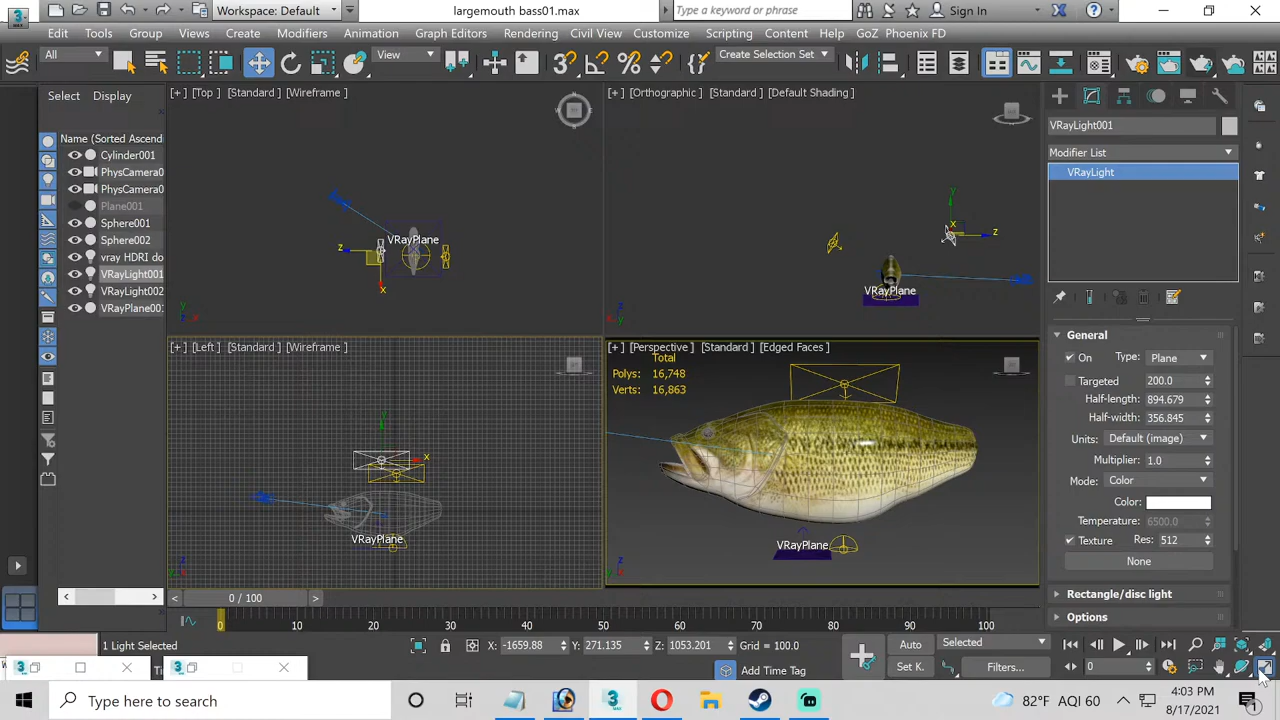 Workspace: Default
largemouth bass01.max
Type a keyword or phrase
Sign In
Edit
Tools
Group
Views
Create
Modifiers
Animation
Graph Editors
Rendering
Civil View
Customize
Scripting
Content
Help
GoZ
Phoenix FD
All
View
Create Selection Set
Select
Display
[+] [Top] [Standard] [Wireframe]
[+] [Orthographic] [Standard] [Default Shading]
VRayLight001
Modifier List
VRayLight
Name (Sorted Ascend
Cylinder001
PhysCamera0
PhysCamera0
Plane001
Sphere001
Sphere002
vray HDRI do
VRayLight001
VRayLight002
VRayPlane00
VRayPlane
VRayPlane
[+] [Left] [Standard] [Wireframe]
[+] [Perspective] [Standard] [Edged Faces]
Total
Polys: 16,748
Verts: 16,863
VRayPlane
VRayPlane
General
On
Type: Plane
Targeted
200.0
Half-length: 894.679
Half-width: 356.845
Units: Default (image)
Multiplier: 1.0
Mode: Color
Color:
Temperature: 6500.0
Texture
Res: 512
None
Rectangle/disc light
Options
0 / 100
0 10 20 30 40 50 60 70 80 90 100
1 Light Selected
X: -1659.88
Y: 271.135
Z: 1053.201
Grid = 100.0
Auto
Selected
Add Time Tag
Set K.
Filters...
0
Type here to search
82°F AQI 60
4:03 PM
8/17/2021